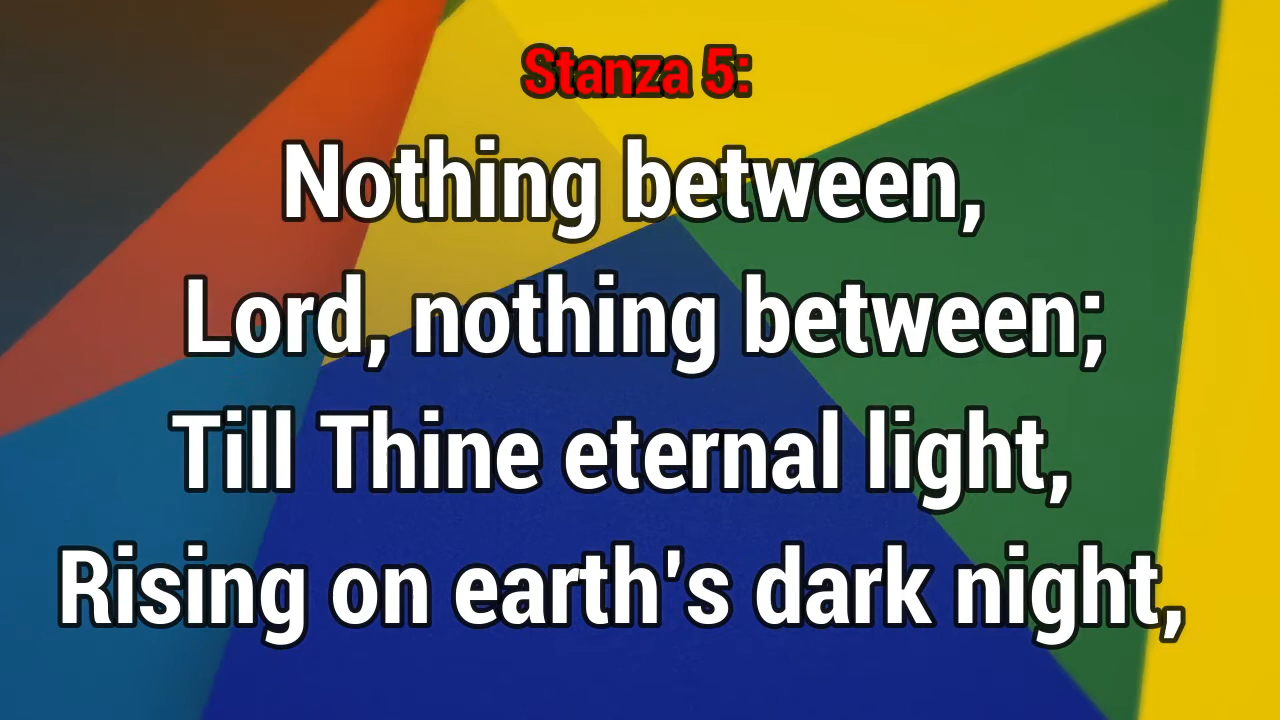 Stanza 5:
Nothing between,
Lord, nothing between;
Till Thine eternal light,
Rising on earth's dark night,